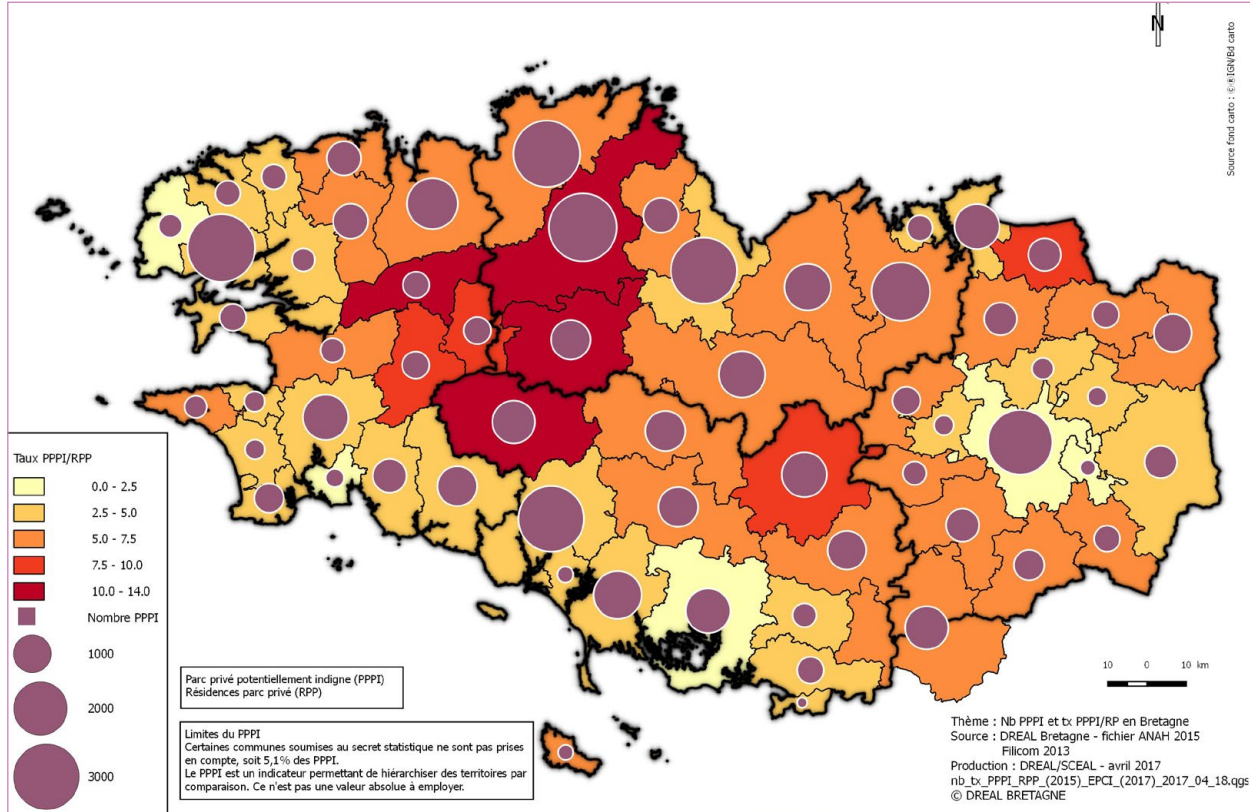 N
Source fond carto : ©®IGN/Bd carto
Taux PPPI/RPP
0.0 - 2.5
2.5 - 5.0
5.0 - 7.5
7.5 - 10.0
10.0 - 14.0
Nombre PPPI
1000
2000
3000
Parc privé potentiellement indigne (PPPI)
Résidences parc privé (RPP)
Limites du PPPI
Certaines communes soumises au secret statistique ne sont pas prises
en compte, soit 5,1% des PPPI.
Le PPPI est un indicateur permettant de hiérarchiser des territoires par
comparaison. Ce n'est pas une valeur absolue à employer.
10 0 10 km
Thème : Nb PPPI et tx PPPI/RP en Bretagne
Source : DREAL Bretagne - fichier ANAH 2015
Filicom 2013
Production : DREAL/SCEAL - avril 2017
nb_tx_PPPI_RPP_(2015)_EPCI_(2017)_2017_04_18.qgs
© DREAL BRETAGNE